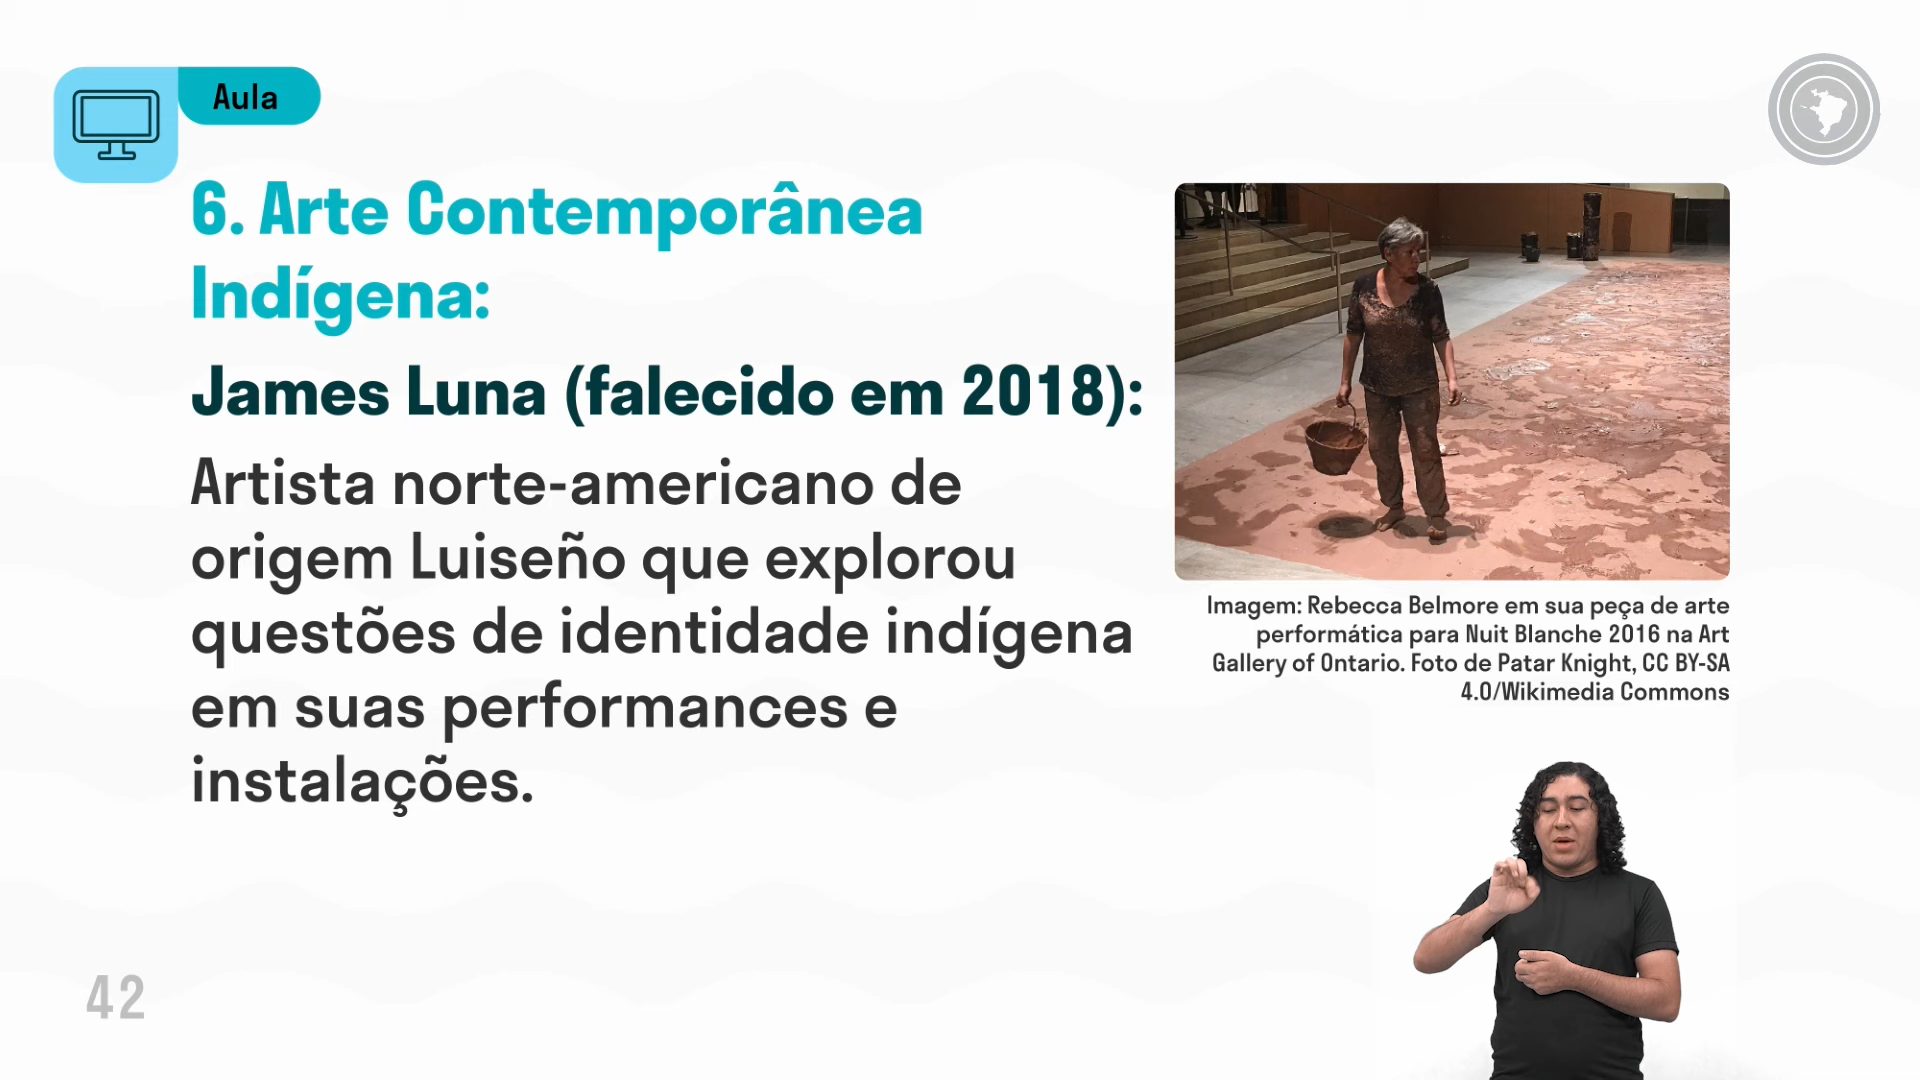 Aula
6. Arte Contemporânea
Indígena:
James Luna (falecido em 2018):
Artista norte-americano de
origem Luiseño que explorou
questões de identidade indígena
em suas performances e
instalações.
Imagem: Rebecca Belmore em sua peça de arte
performática para Nuit Blanche 2016 na Art
Gallery of Ontario. Foto de Patar Knight, CC BY-SA
4.0/Wikimedia Commons
42